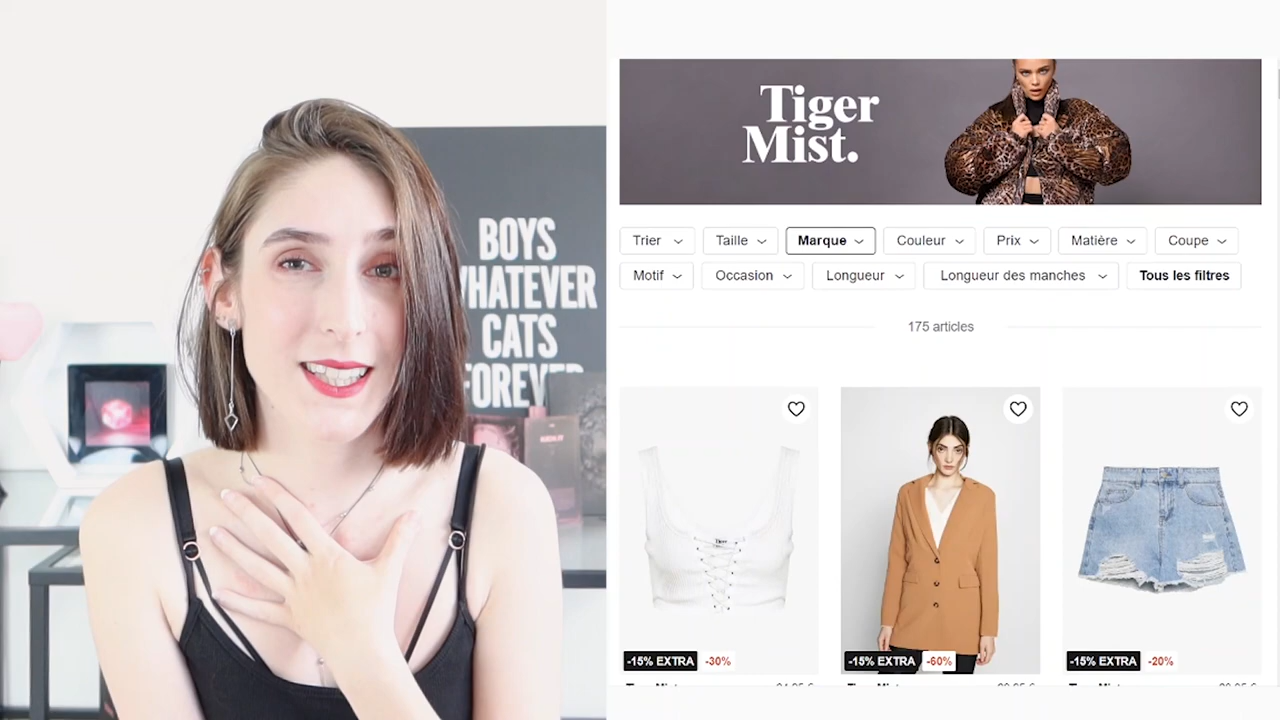 BOYS
WHATEVER
CATS
FOREVER
Tiger
Mist.
Trier
Taille
Marque
Couleur
Prix
Matière
Coupe
Motif
Occasion
Longueur
Longueur des manches
Tous les filtres
175 articles
-15% EXTRA -30%
-15% EXTRA -60%
-15% EXTRA -20%